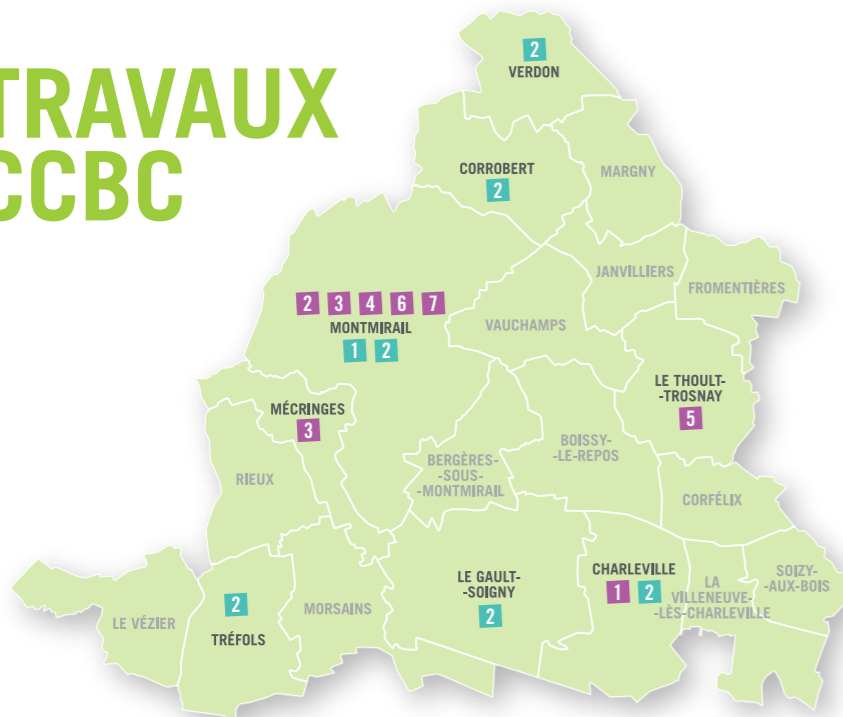 TRAVAUX
CCBC
2
VERDON
CORROBERT
2
MARGNY
JANVILLIERS
FROMENTIÈRES
2 3 4 6 7
MONTMIRAIL
1 2
VAUCHAMPS
LE THOULT-
-TROSNAY
5
MÉCRINGES
3
BOISSY-
-LE-REPOS
BERGÈRES-
-SOUS-
-MONTMIRAIL
RIEUX
CORFÉLIX
LE GAULT-
-SOIGNY
2
CHARLEVILLE
1 2
LA
VILLENEUVE-
-LÈS-CHARLEVILLE
SOIZY-
-AUX-BOIS
MORSAINS
2
TRÉFOLS
LE VÉZIER